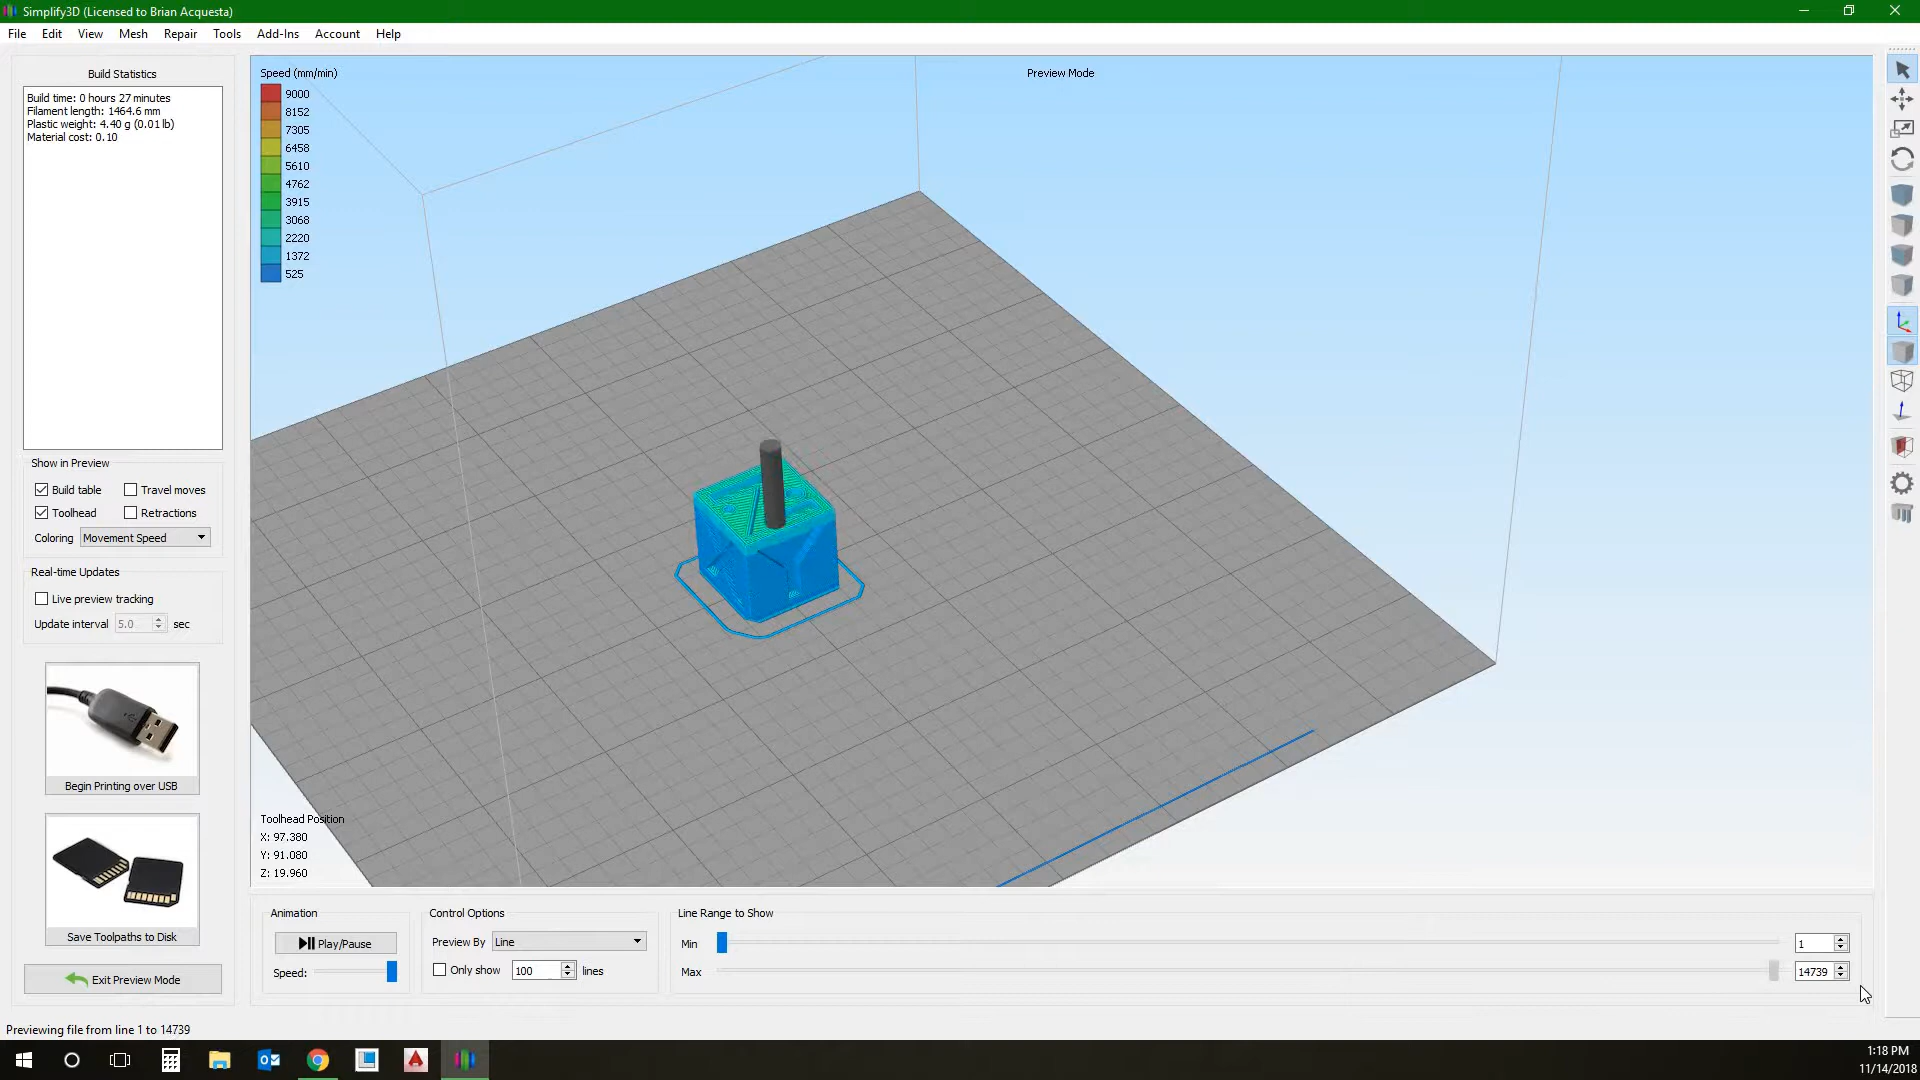 Simplify3D (Licensed to Brian Acquesta)
File Edit View Mesh Repair Tools Add-Ins Account Help
Build Statistics
Build time: 0 hours 27 minutes
Filament length: 1464.6 mm
Plastic weight: 4.40 g (0.01 lb)
Material cost: 0.10
Show in Preview
Build table Travel moves
Toolhead Retractions
Coloring Movement Speed
Real-time Updates
Live preview tracking
Update interval 5.0 sec
Begin Printing over USB
Save Toolpaths to Disk
Exit Preview Mode
Speed (mm/min)
9000
8152
7305
6458
5610
4762
3915
3068
2220
1372
525
Preview Mode
Toolhead Position
X: 97.380
Y: 91.080
Z: 19.960
Animation
Play/Pause
Speed:
Control Options
Preview By Line
Only show 100 lines
Line Range to Show
Min 1
Max 14739
Previewing file from line 1 to 14739
1:18 PM
11/14/2018